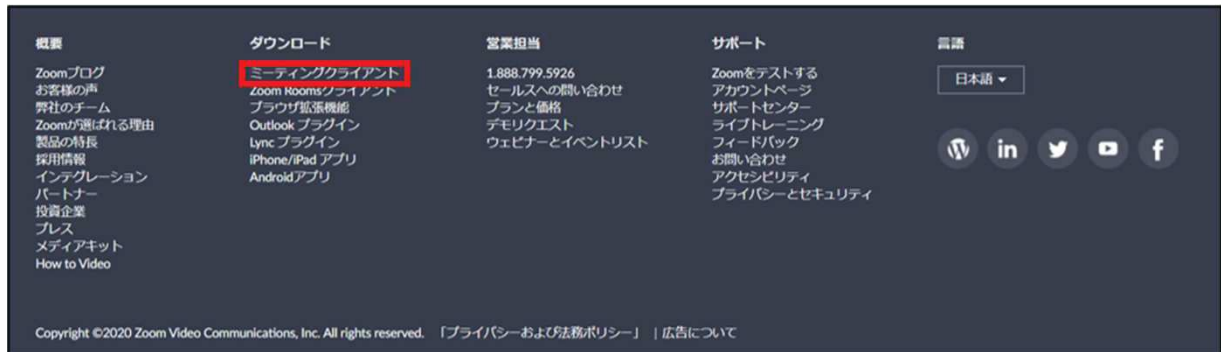 概要
Zoomブログ
お客様の声
弊社のチーム
Zoomが選ばれる理由
製品の特長
採用情報
インテグレーション
パートナー
投資企業
プレス
メディアキット
How to Video
ダウンロード
ミーティングクライアント
Zoom Roomsクライアント
ブラウザ拡張機能
Outlook プラグイン
Lync プラグイン
iPhone/iPad アプリ
Androidアプリ
営業担当
1.888.799.5926
セールスへの問い合わせ
プランと価格
デモリクエスト
ウェビナーとイベントリスト
サポート
Zoomをテストする
アカウントページ
サポートセンター
ライブトレーニング
フィードバック
お問い合わせ
アクセシビリティ
プライバシーとセキュリティ
言語
日本語
in
f
Copyright ©2020 Zoom Video Communications, Inc. All rights reserved. 「プライバシーおよび法務ポリシー」 | 広告について